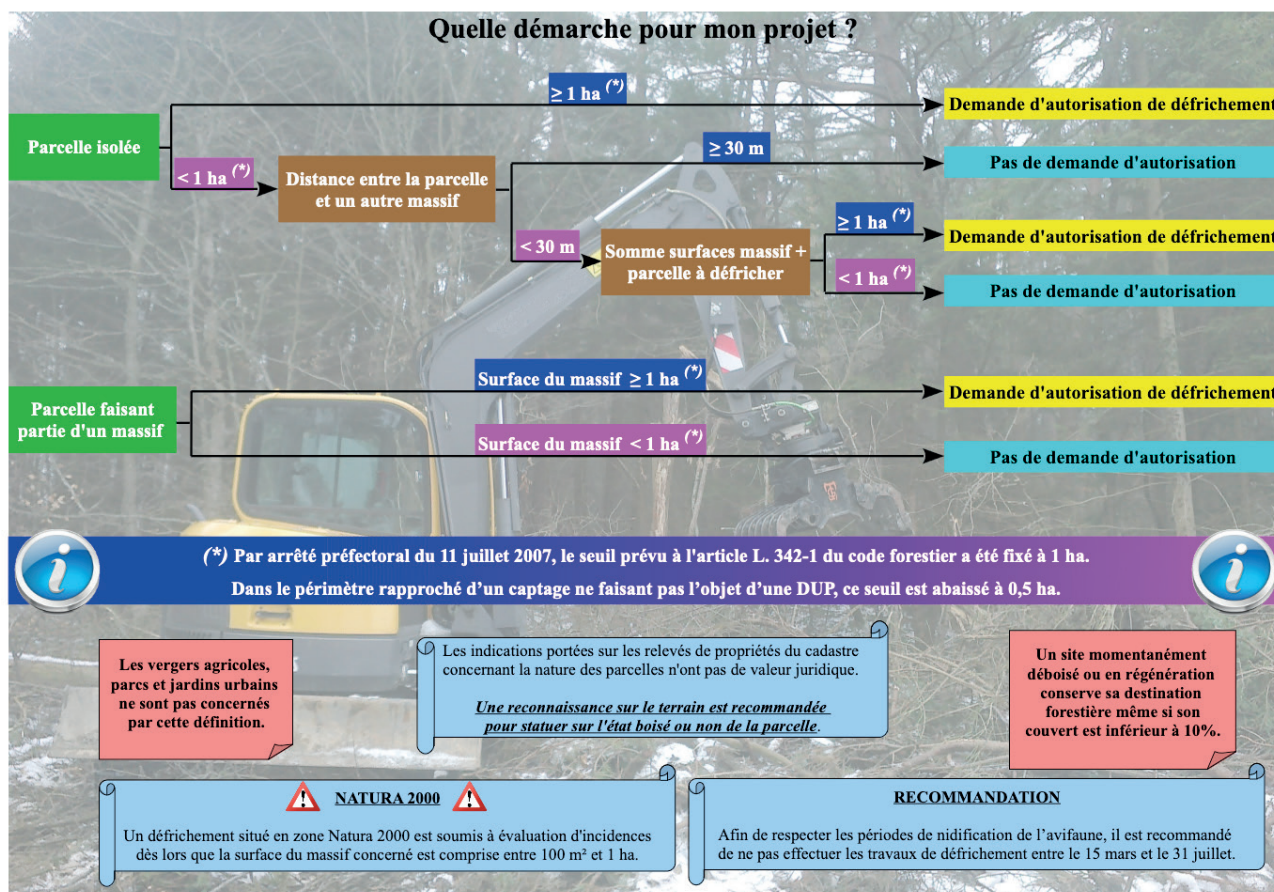 Quelle démarche pour mon projet ?
≥ 1 ha (*)
Demande d'autorisation de défrichement
Parcelle isolée
≥ 30 m
Pas de demande d'autorisation
< 1 ha (*)
Distance entre la parcelle
et un autre massif
≥ 1 ha (*)
Demande d'autorisation de défrichement
< 30 m
Somme surfaces massif +
parcelle à défricher
< 1 ha (*)
Pas de demande d'autorisation
Surface du massif ≥ 1 ha (*)
Demande d'autorisation de défrichement
Parcelle faisant
partie d'un massif
Surface du massif < 1 ha (*)
Pas de demande d'autorisation
(*) Par arrêté préfectoral du 11 juillet 2007, le seuil prévu à l'article L. 342-1 du code forestier a été fixé à 1 ha.
Dans le périmètre rapproché d’un captage ne faisant pas l’objet d’une DUP, ce seuil est abaissé à 0,5 ha.
Les vergers agricoles,
parcs et jardins urbains
ne sont pas concernés
par cette définition.
Les indications portées sur les relevés de propriétés du cadastre
concernant la nature des parcelles n'ont pas de valeur juridique.
Une reconnaissance sur le terrain est recommandée
pour statuer sur l'état boisé ou non de la parcelle.
Un site momentanément
déboisé ou en régénération
conserve sa destination
forestière même si son
couvert est inférieur à 10%.
NATURA 2000
Un défrichement situé en zone Natura 2000 est soumis à évaluation d'incidences
dès lors que la surface du massif concerné est comprise entre 100 m² et 1 ha.
RECOMMANDATION
Afin de respecter les périodes de nidification de l’avifaune, il est recommandé
de ne pas effectuer les travaux de défrichement entre le 15 mars et le 31 juillet.